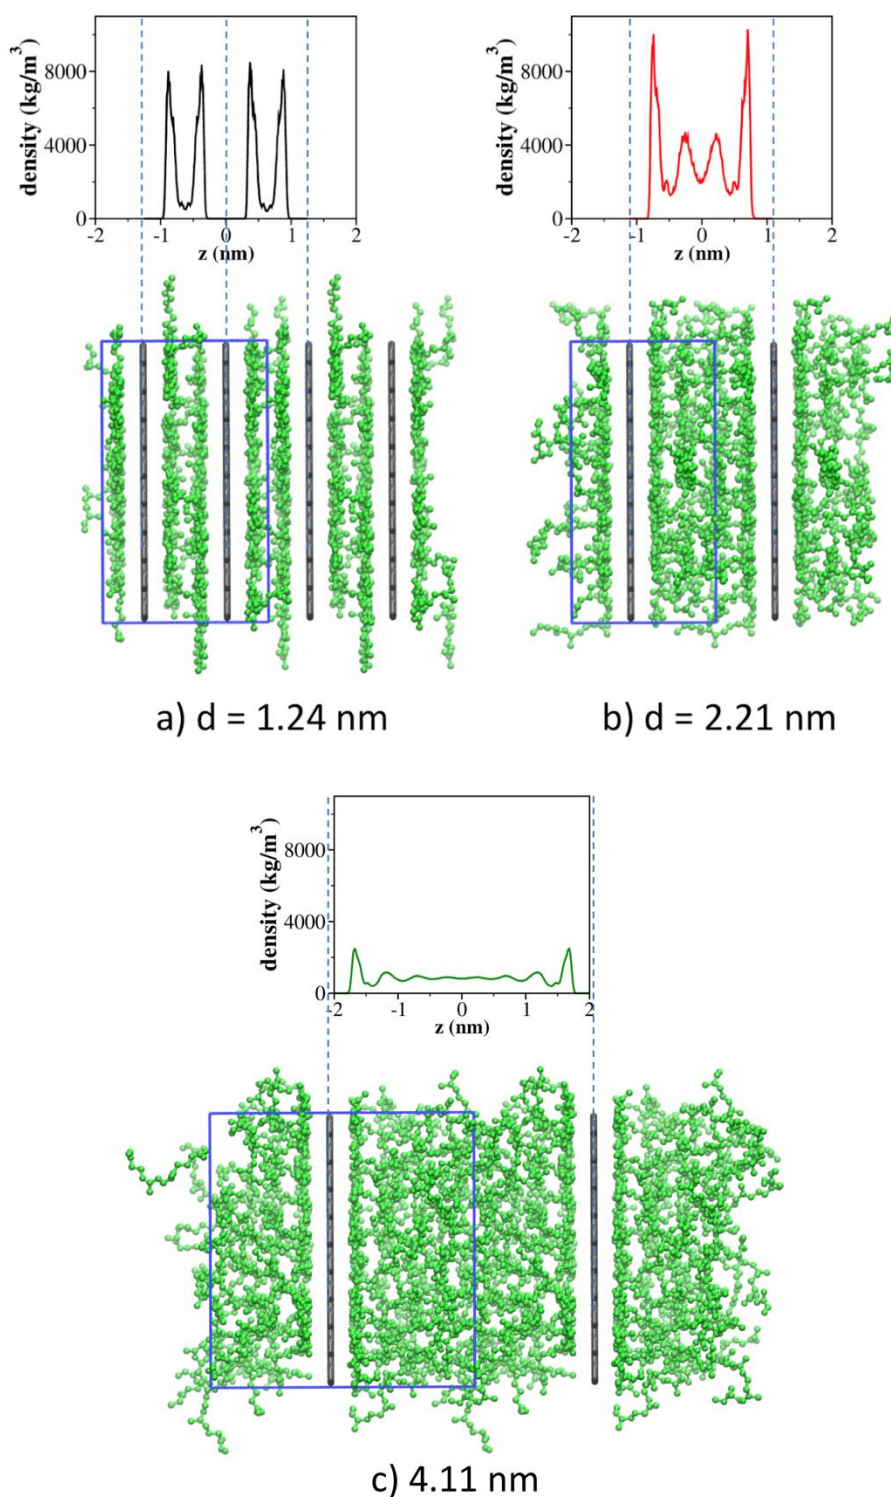 density (kg/m³)
8000
4000
0
-2 -1 0 1 2
z (nm)
density (kg/m³)
8000
4000
0
-2 -1 0 1 2
z (nm)
a) d = 1.24 nm
b) d = 2.21 nm
density (kg/m³)
8000
4000
0
-2 -1 0 1 2
z (nm)
c) 4.11 nm